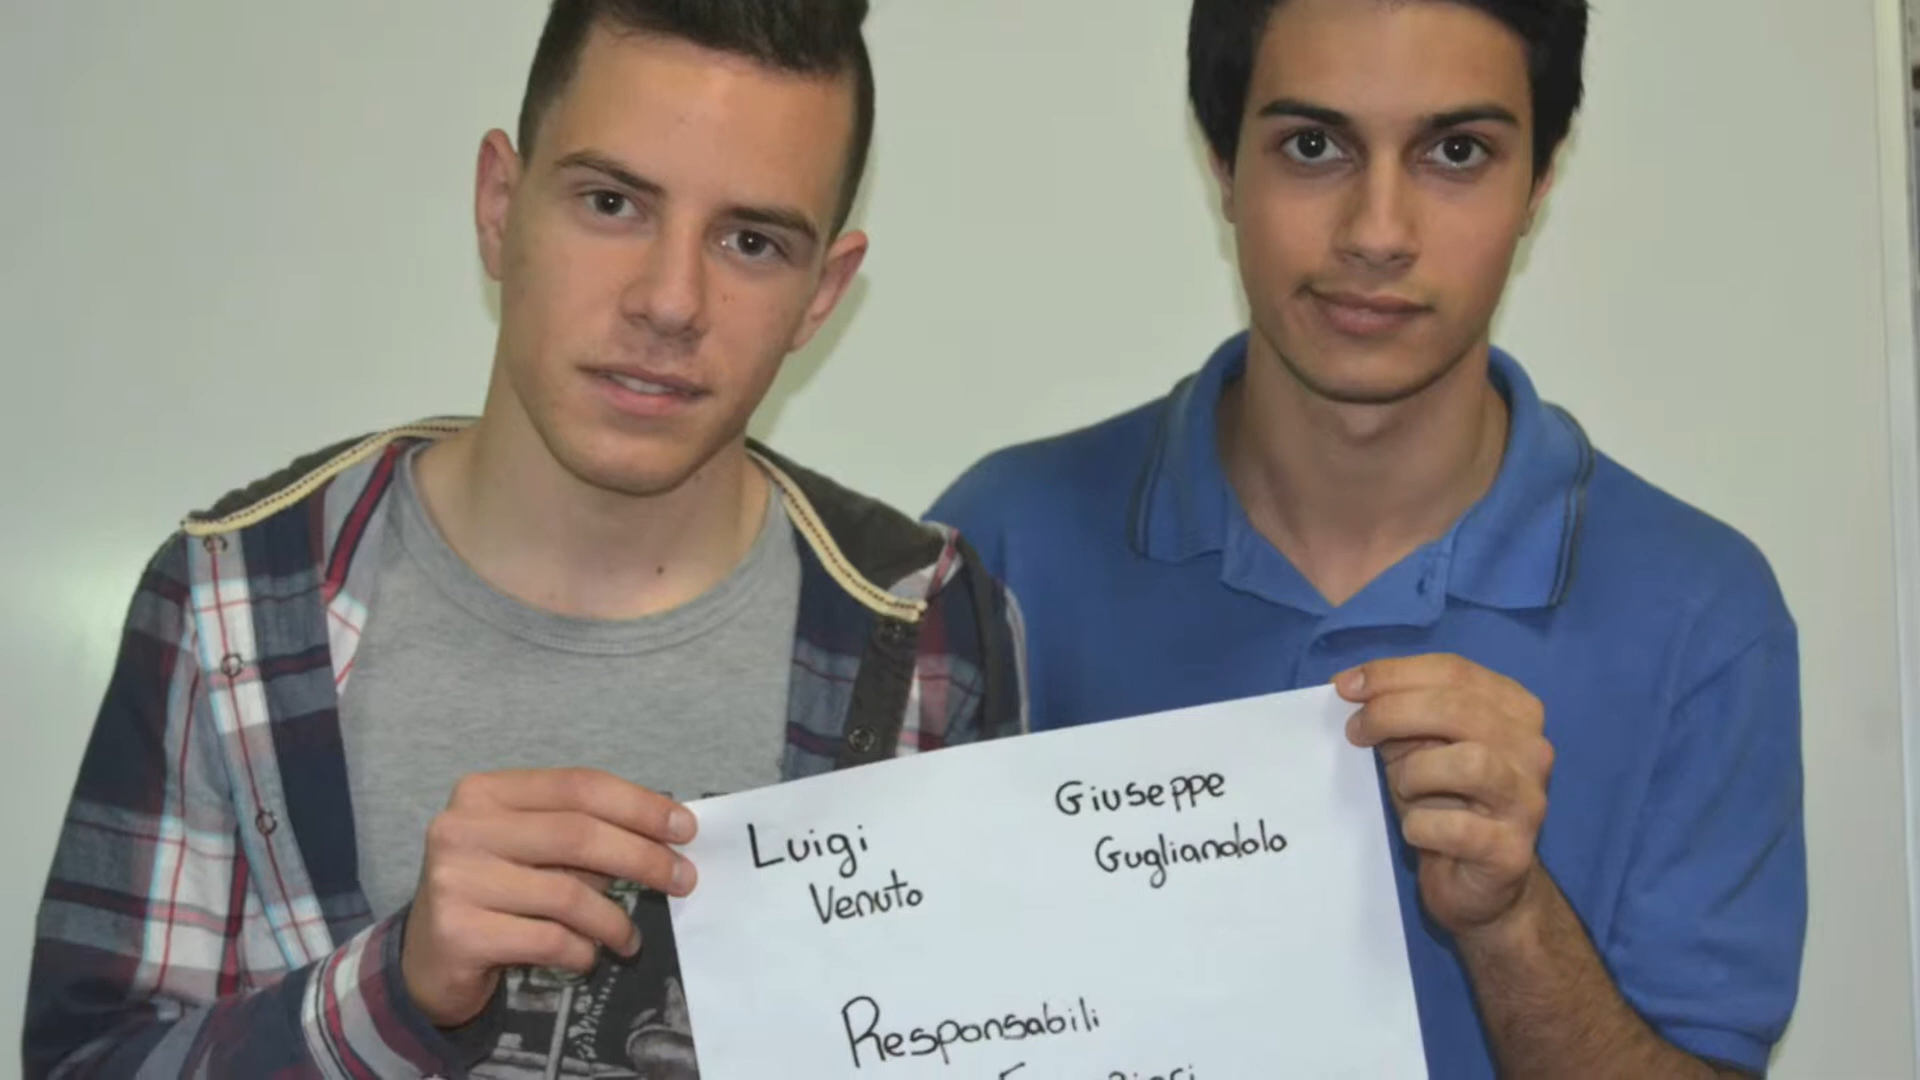 Luigi
Venuto
Giuseppe
Gugliandolo
Responsabili